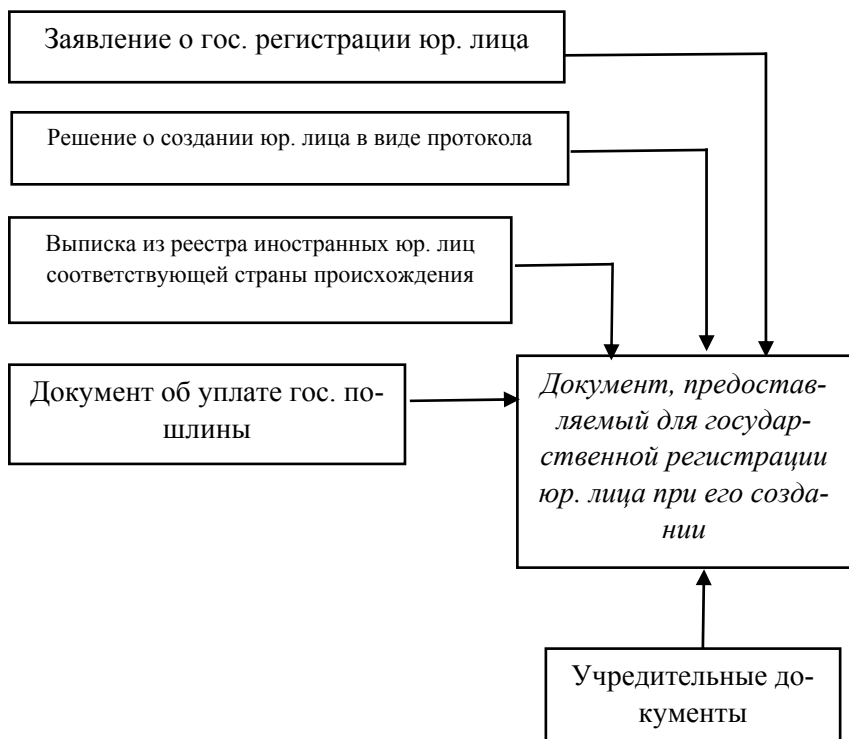 Заявление о гос. регистрации юр. лица
Решение о создании юр. лица в виде протокола
Выписка из реестра иностранных юр. лиц
соответствующей страны происхождения
Документ об уплате гос. по-
шлины
Документ, предостав-
ляемый для государ-
ственной регистрации
юр. лица при его созда-
нии
Учредительные до-
кументы